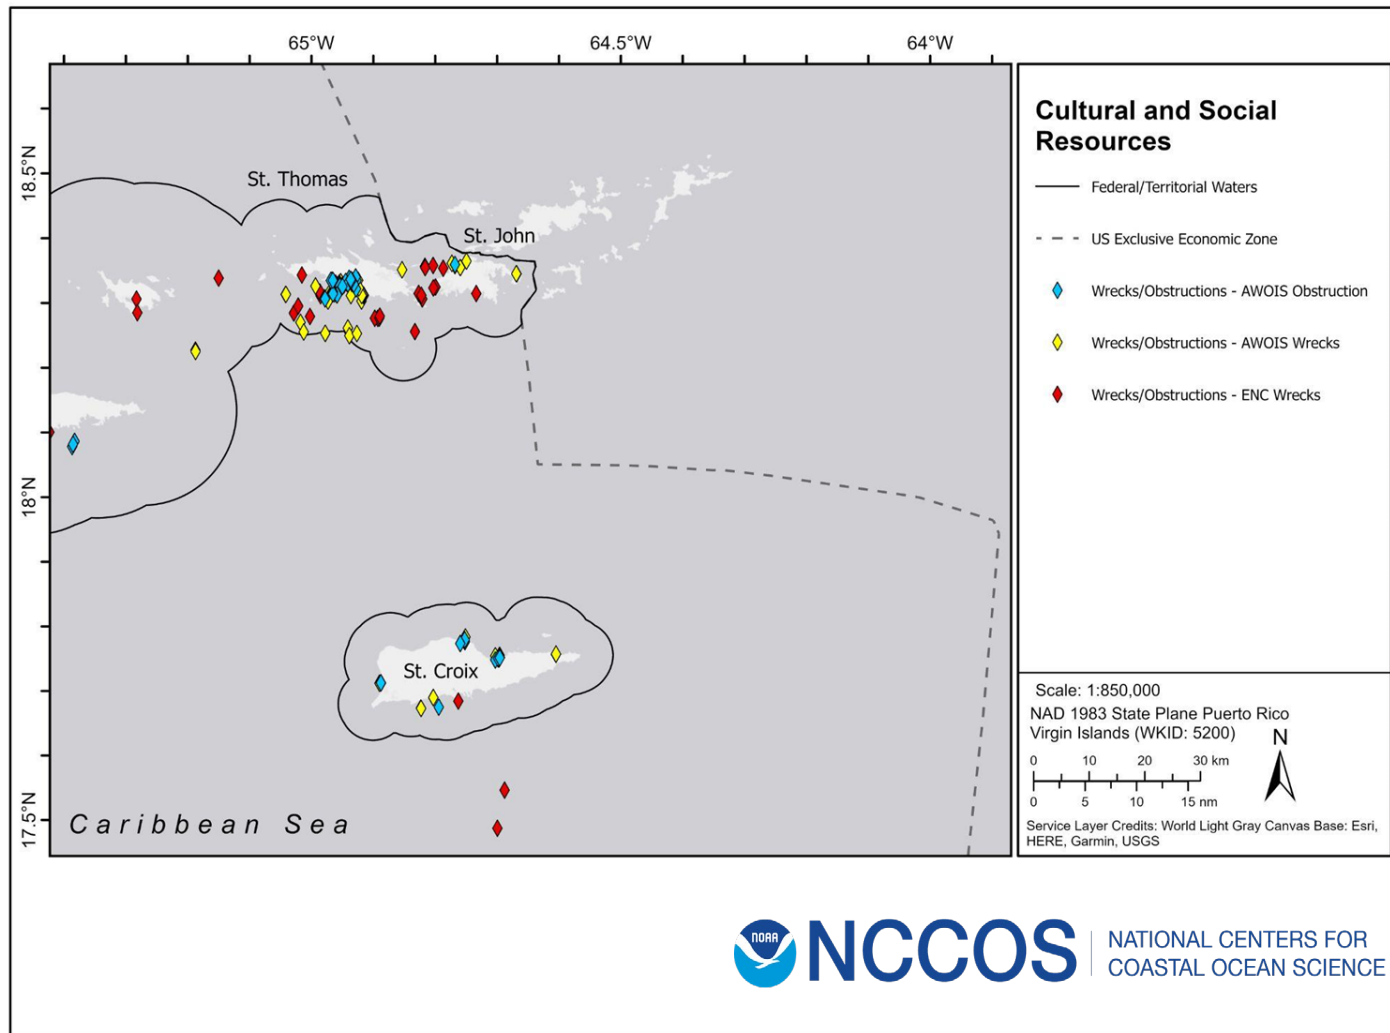 65°W
64.5°W
64°W
18.5°N
18°N
17.5°N
St. Thomas
St. John
St. Croix
Caribbean Sea
Cultural and Social
Resources
Federal/Territorial Waters
US Exclusive Economic Zone
Wrecks/Obstructions - AWOIS Obstruction
Wrecks/Obstructions - AWOIS Wrecks
Wrecks/Obstructions - ENC Wrecks
Scale: 1:850,000
NAD 1983 State Plane Puerto Rico
Virgin Islands (WKID: 5200)
N
0 10 20 30 km
0 5 10 15 nm
Service Layer Credits: World Light Gray Canvas Base: Esri,
HERE, Garmin, USGS
NOAA
NCCOS
NATIONAL CENTERS FOR
COASTAL OCEAN SCIENCE